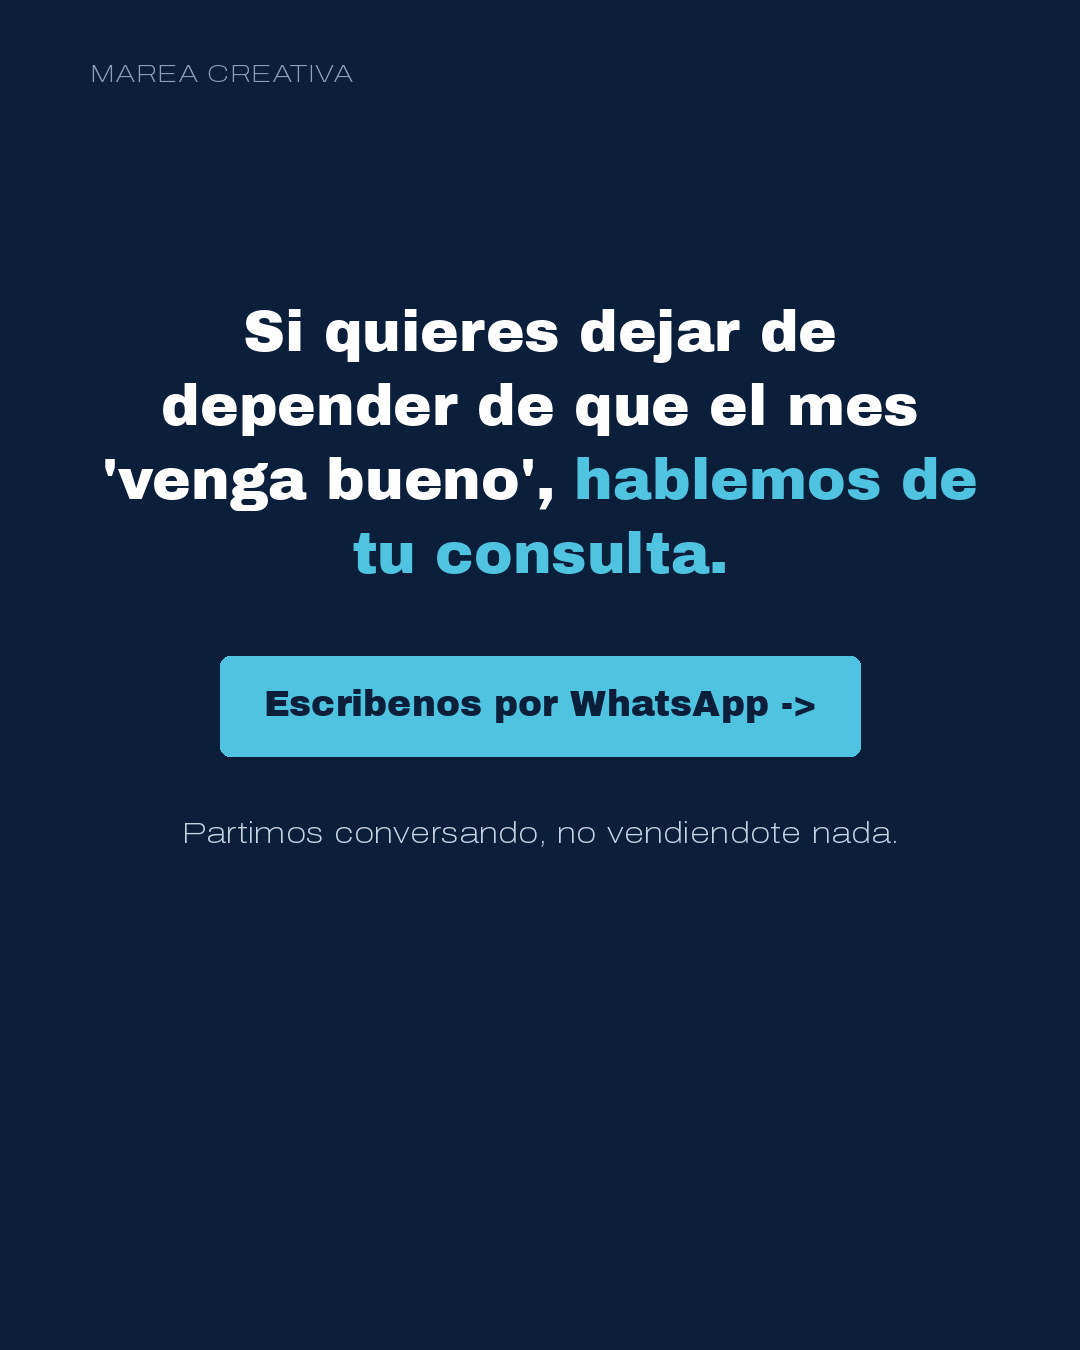 MAREA CREATIVA
Si quieres dejar de
depender de que el mes
'venga bueno', hablemos de
tu consulta.
Escribenos por WhatsApp ->
Partimos conversando, no vendiendote nada.